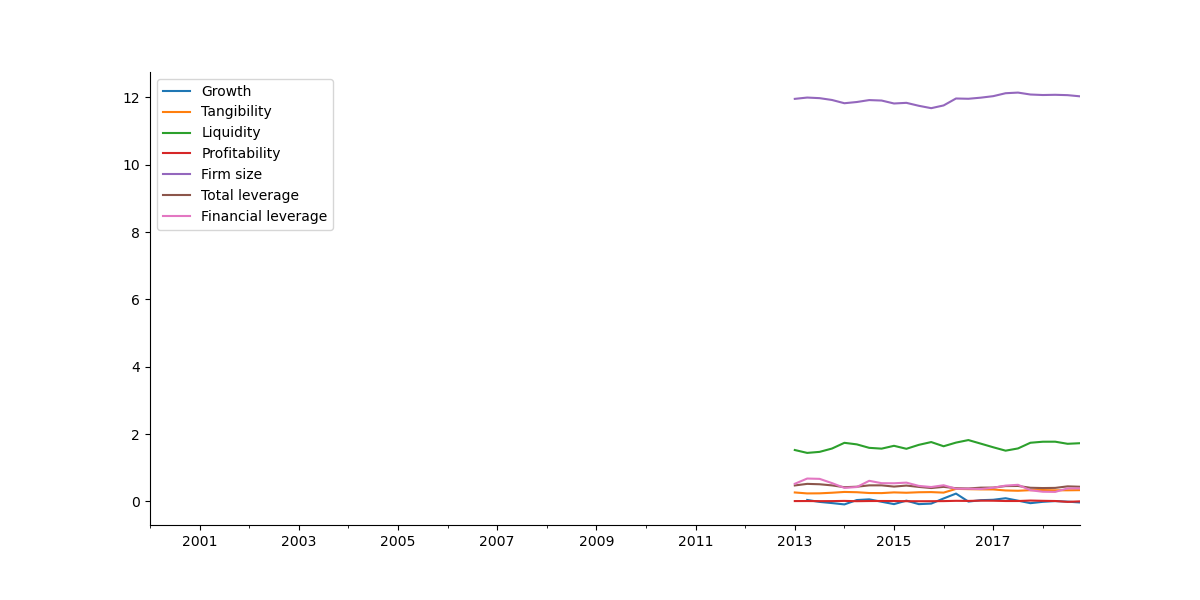 Growth
Tangibility
Liquidity
Profitability
Firm size
Total leverage
Financial leverage
12
10
8
6
4
2
0
2001 2003 2005 2007 2009 2011 2013 2015 2017